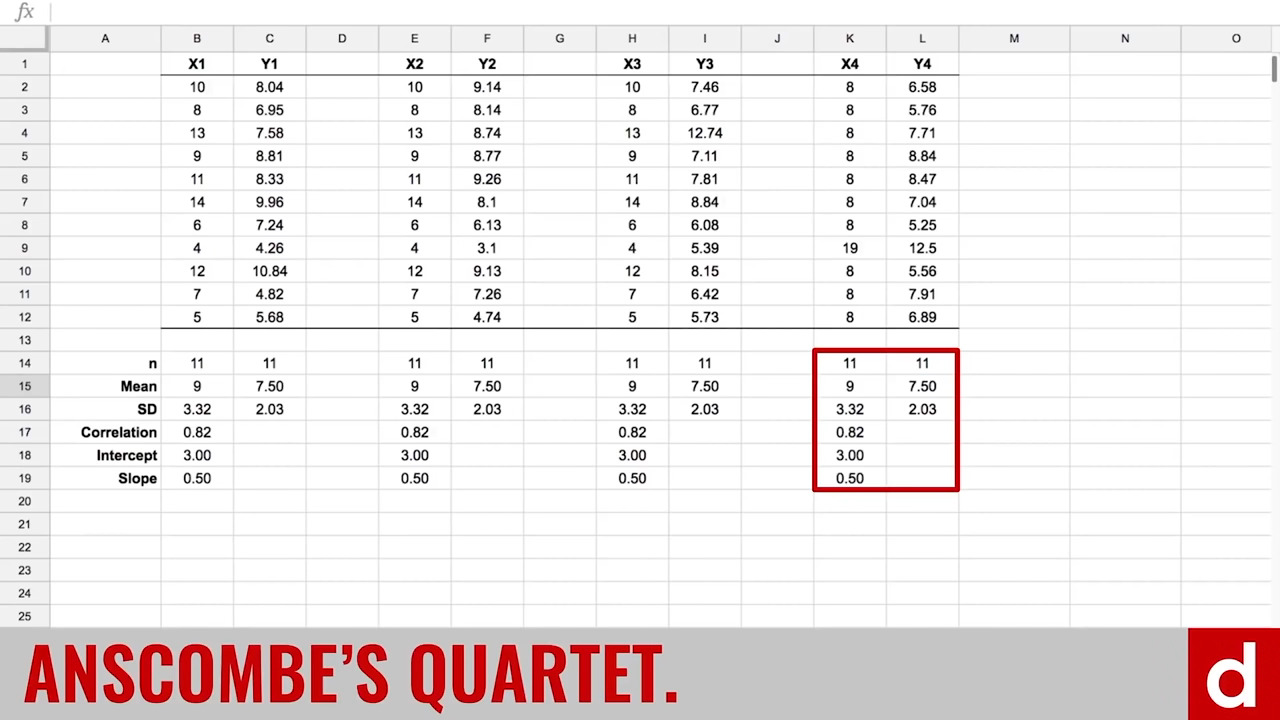 fx
A B C D E F G H I J K L M N O
1 X1 Y1 X2 Y2 X3 Y3 X4 Y4
2 10 8.04 10 9.14 10 7.46 8 6.58
3 8 6.95 8 8.14 8 6.77 8 5.76
4 13 7.58 13 8.74 13 12.74 8 7.71
5 9 8.81 9 8.77 9 7.11 8 8.84
6 11 8.33 11 9.26 11 7.81 8 8.47
7 14 9.96 14 8.1 14 8.84 8 7.04
8 6 7.24 6 6.13 6 6.08 8 5.25
9 4 4.26 4 3.1 4 5.39 19 12.5
10 12 10.84 12 9.13 12 8.15 8 5.56
11 7 4.82 7 7.26 7 6.42 8 7.91
12 5 5.68 5 4.74 5 5.73 8 6.89
13
14 n 11 11 11 11 11 11 11 11
15 Mean 9 7.50 9 7.50 9 7.50 9 7.50
16 SD 3.32 2.03 3.32 2.03 3.32 2.03 3.32 2.03
17 Correlation 0.82 0.82 0.82 0.82
18 Intercept 3.00 3.00 3.00 3.00
19 Slope 0.50 0.50 0.50 0.50
20
21
22
23
24
25
ANSCOMBE'S QUARTET.
d